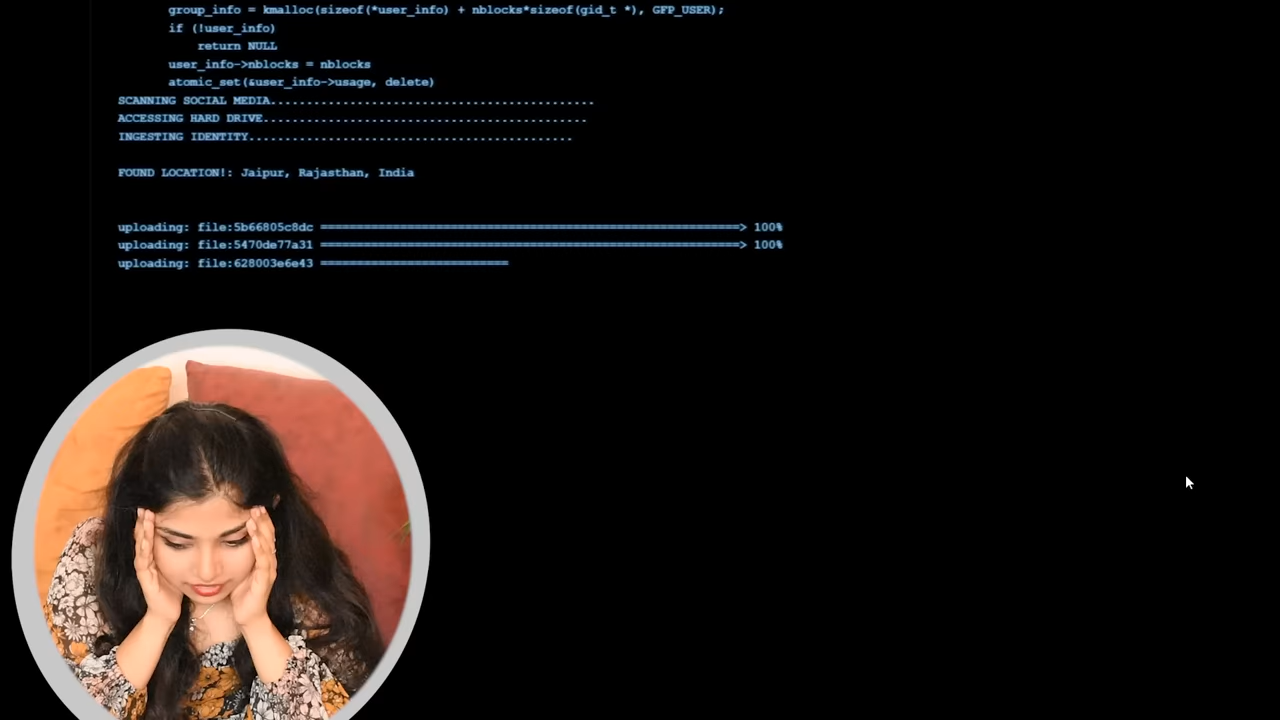 group_info = kmalloc(sizeof(*user_info) + nblocks*sizeof(gid_t *), GFP_USER);
if (!user_info)
return NULL
user_info->nblocks = nblocks
atomic_set(&user_info->usage, delete)
SCANNING SOCIAL MEDIA.............................................
ACCESSING HARD DRIVE.............................................
INGESTING IDENTITY.............................................
FOUND LOCATION!: Jaipur, Rajasthan, India
uploading: file:5b66805c8dc ==========================================================> 100%
uploading: file:5470de77a31 ==========================================================> 100%
uploading: file:628003e6e43 ==========================